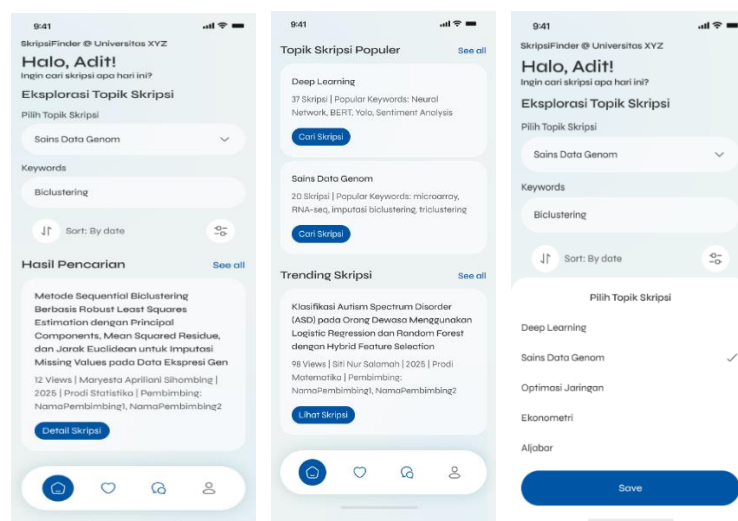 9:41
SkripsiFinder @ Universitas XYZ
Halo, Adit!
Ingin cari skripsi apa hari ini?
Eksplorasi Topik Skripsi
Pilih Topik Skripsi
Sains Data Genom
Keywords
Biclustering
Sort: By date
Hasil Pencarian
See all
Metode Sequential Biclustering
Berbasis Robust Least Squares
Estimation dengan Principal
Components, Mean Squared Residue,
dan Jarak Euclidean untuk Imputasi
Missing Values pada Data Ekspresi Gen
12 Views | Maryesta Apriliani Sihombing |
2025 | Prodi Statistika | Pembimbing:
NamaPembimbing1, NamaPembimbing2
Detail Skripsi
9:41
Topik Skripsi Populer
See all
Deep Learning
37 Skripsi | Popular Keywords: Neural
Network, BERT, Yolo, Sentiment Analysis
Cari Skripsi
Sains Data Genom
20 Skripsi | Popular Keywords: microarray,
RNA-seq, imputasi biclustering, triclustering
Cari Skripsi
Trending Skripsi
See all
Klasifikasi Autism Spectrum Disorder
(ASD) pada Orang Dewasa Menggunakan
Logistic Regression dan Random Forest
dengan Hybrid Feature Selection
98 Views | Siti Nur Salamah | 2025 | Prodi
Matematika | Pembimbing:
NamaPembimbing1, NamaPembimbing2
Lihat Skripsi
9:41
SkripsiFinder @ Universitas XYZ
Halo, Adit!
Ingin cari skripsi apa hari ini?
Eksplorasi Topik Skripsi
Pilih Topik Skripsi
Sains Data Genom
Keywords
Biclustering
Sort: By date
Pilih Topik Skripsi
Deep Learning
Sains Data Genom
Optimasi Jaringan
Ekonometri
Aljabar
Save